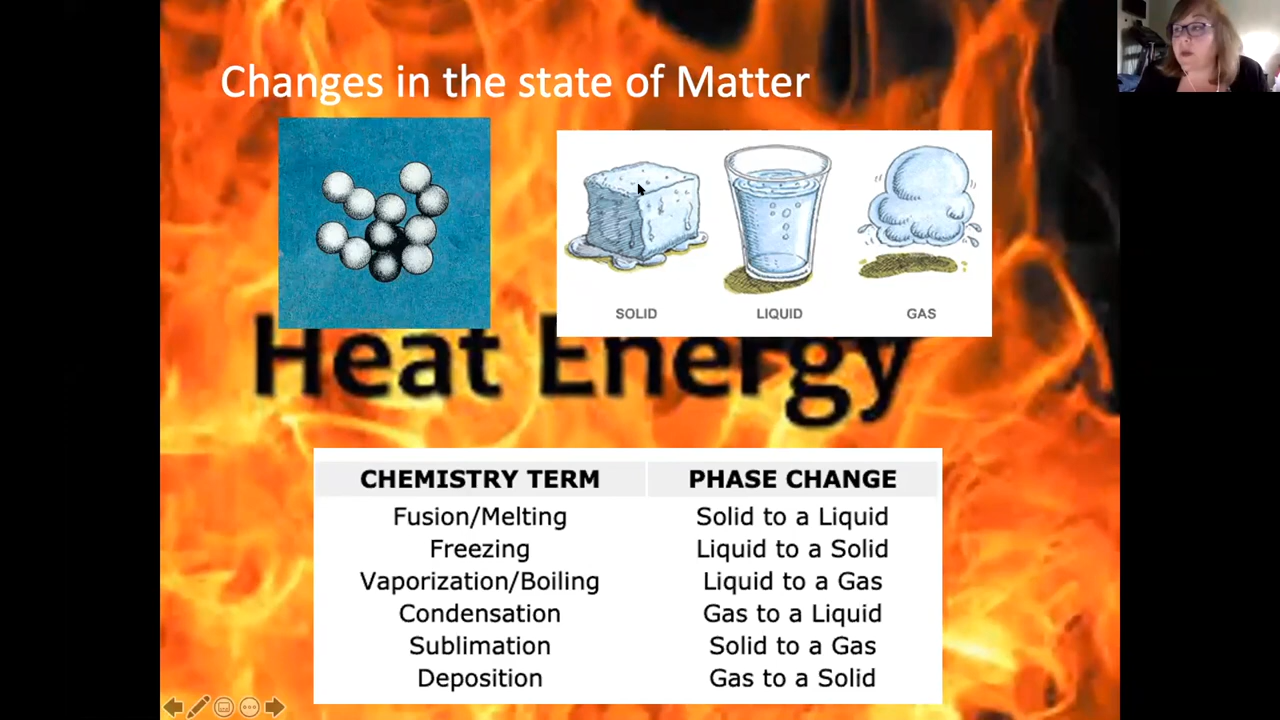 Changes in the state of Matter
SOLID LIQUID GAS
Heat Energy
CHEMISTRY TERM PHASE CHANGE
Fusion/Melting Solid to a Liquid
Freezing Liquid to a Solid
Vaporization/Boiling Liquid to a Gas
Condensation Gas to a Liquid
Sublimation Solid to a Gas
Deposition Gas to a Solid